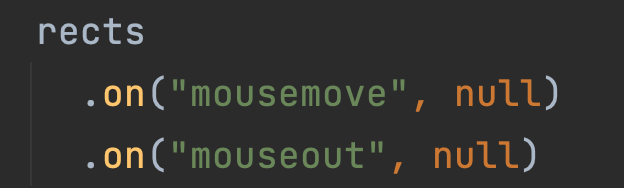 rects
.on("mousemove", null)
.on("mouseout", null)